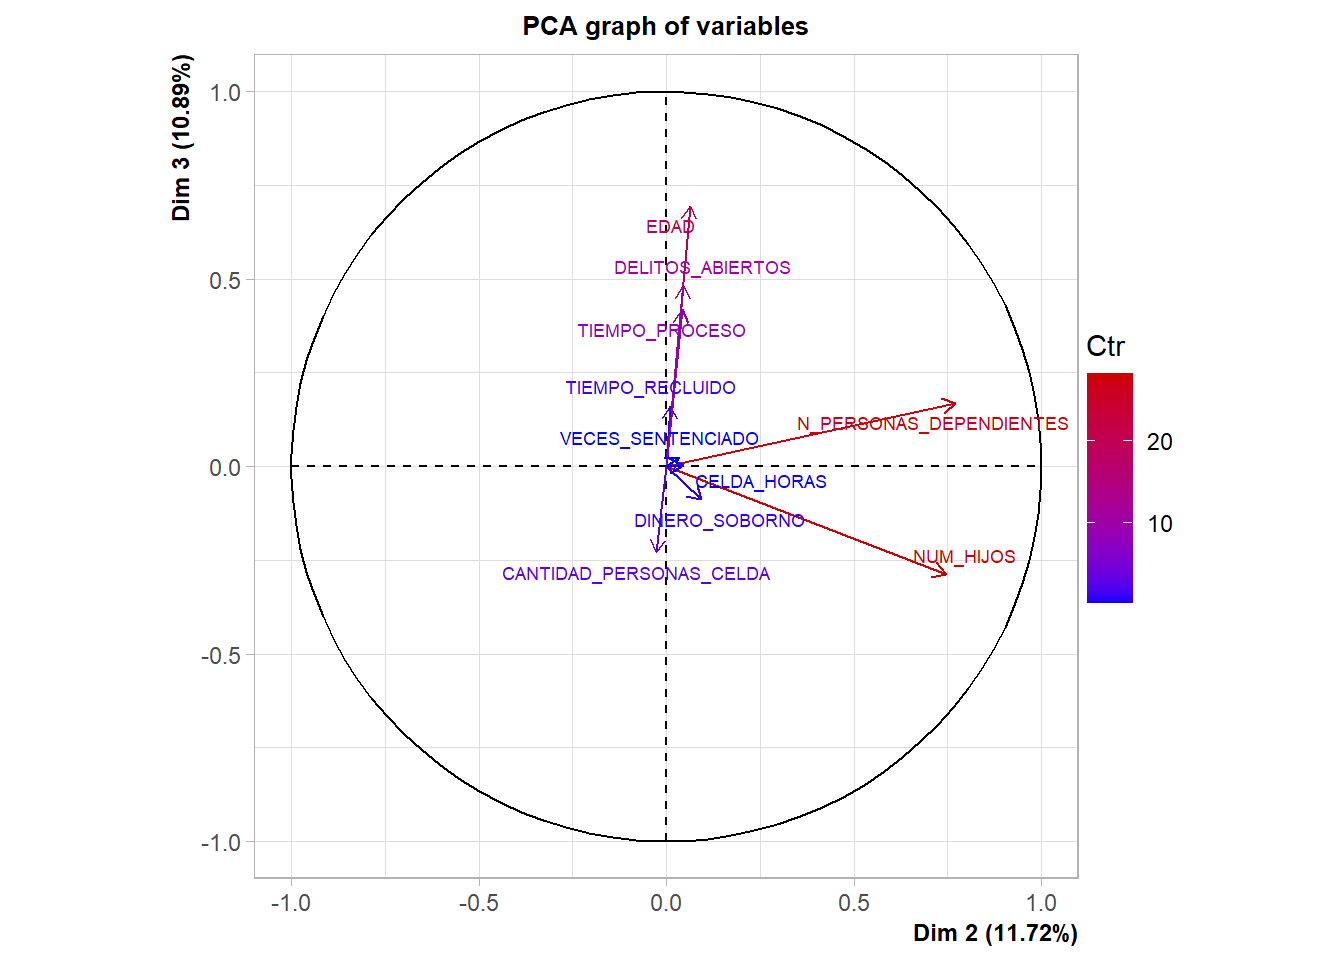 PCA graph of variables
Dim 3 (10.89%)
1.0
0.5
0.0
-0.5
-1.0
EDAD
DELITOS_ABIERTOS
TIEMPO_PROCESO
TIEMPO_RECLUIDO
N_PERSONAS_DEPENDIENTES
VECES_SENTENCIADO
CELDA_HORAS
DINERO_SOBORNO
NUM_HIJOS
CANTIDAD_PERSONAS_CELDA
Ctr
20
10
-1.0 -0.5 0.0 0.5 1.0
Dim 2 (11.72%)